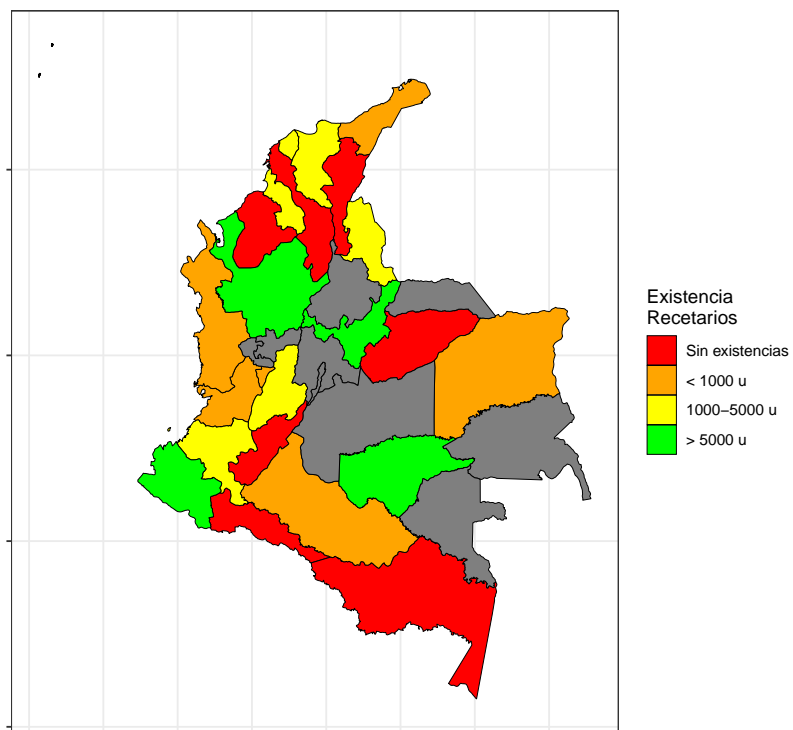 Existencia
Recetarios
Sin existencias
< 1000 u
1000−5000 u
> 5000 u